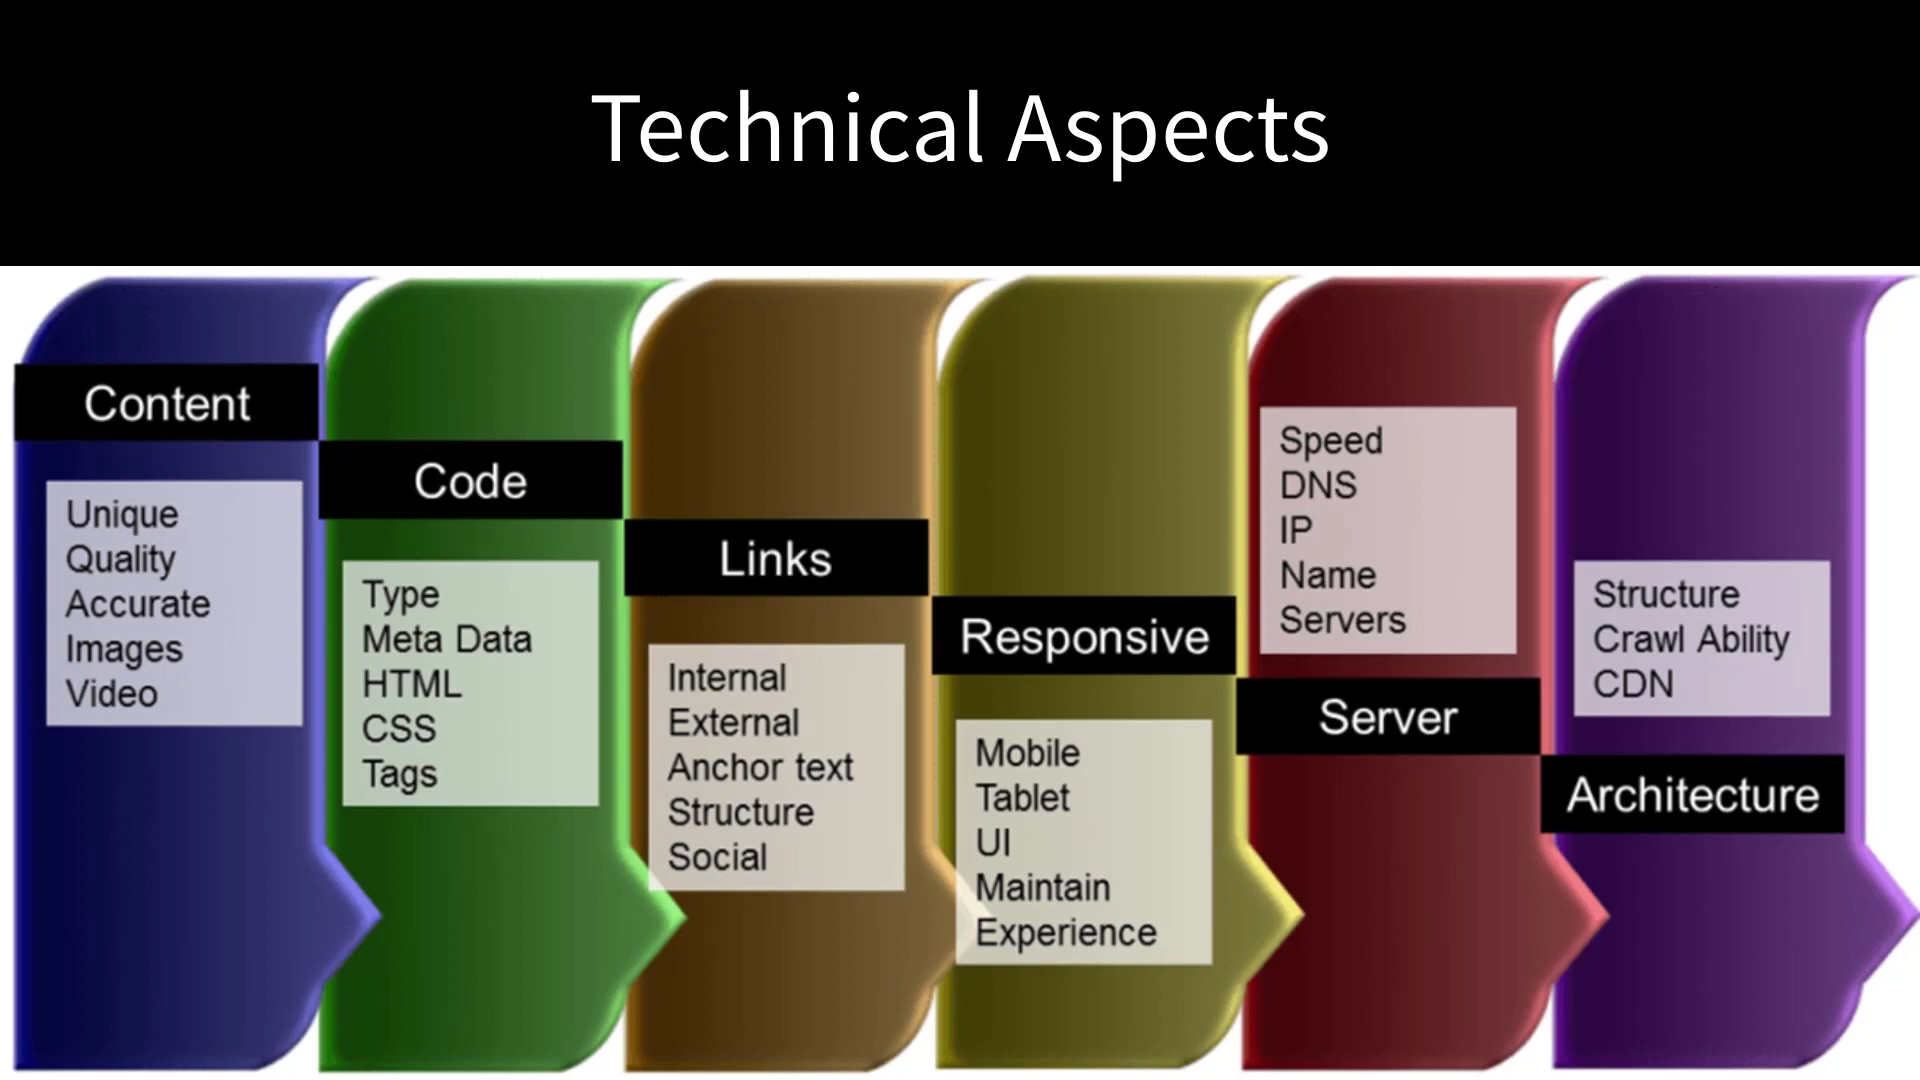 Technical Aspects
Content
Unique
Quality
Accurate
Images
Video
Code
Type
Meta Data
HTML
CSS
Tags
Links
Internal
External
Anchor text
Structure
Social
Responsive
Mobile
Tablet
UI
Maintain
Experience
Speed
DNS
IP
Name
Servers
Server
Structure
Crawl Ability
CDN
Architecture